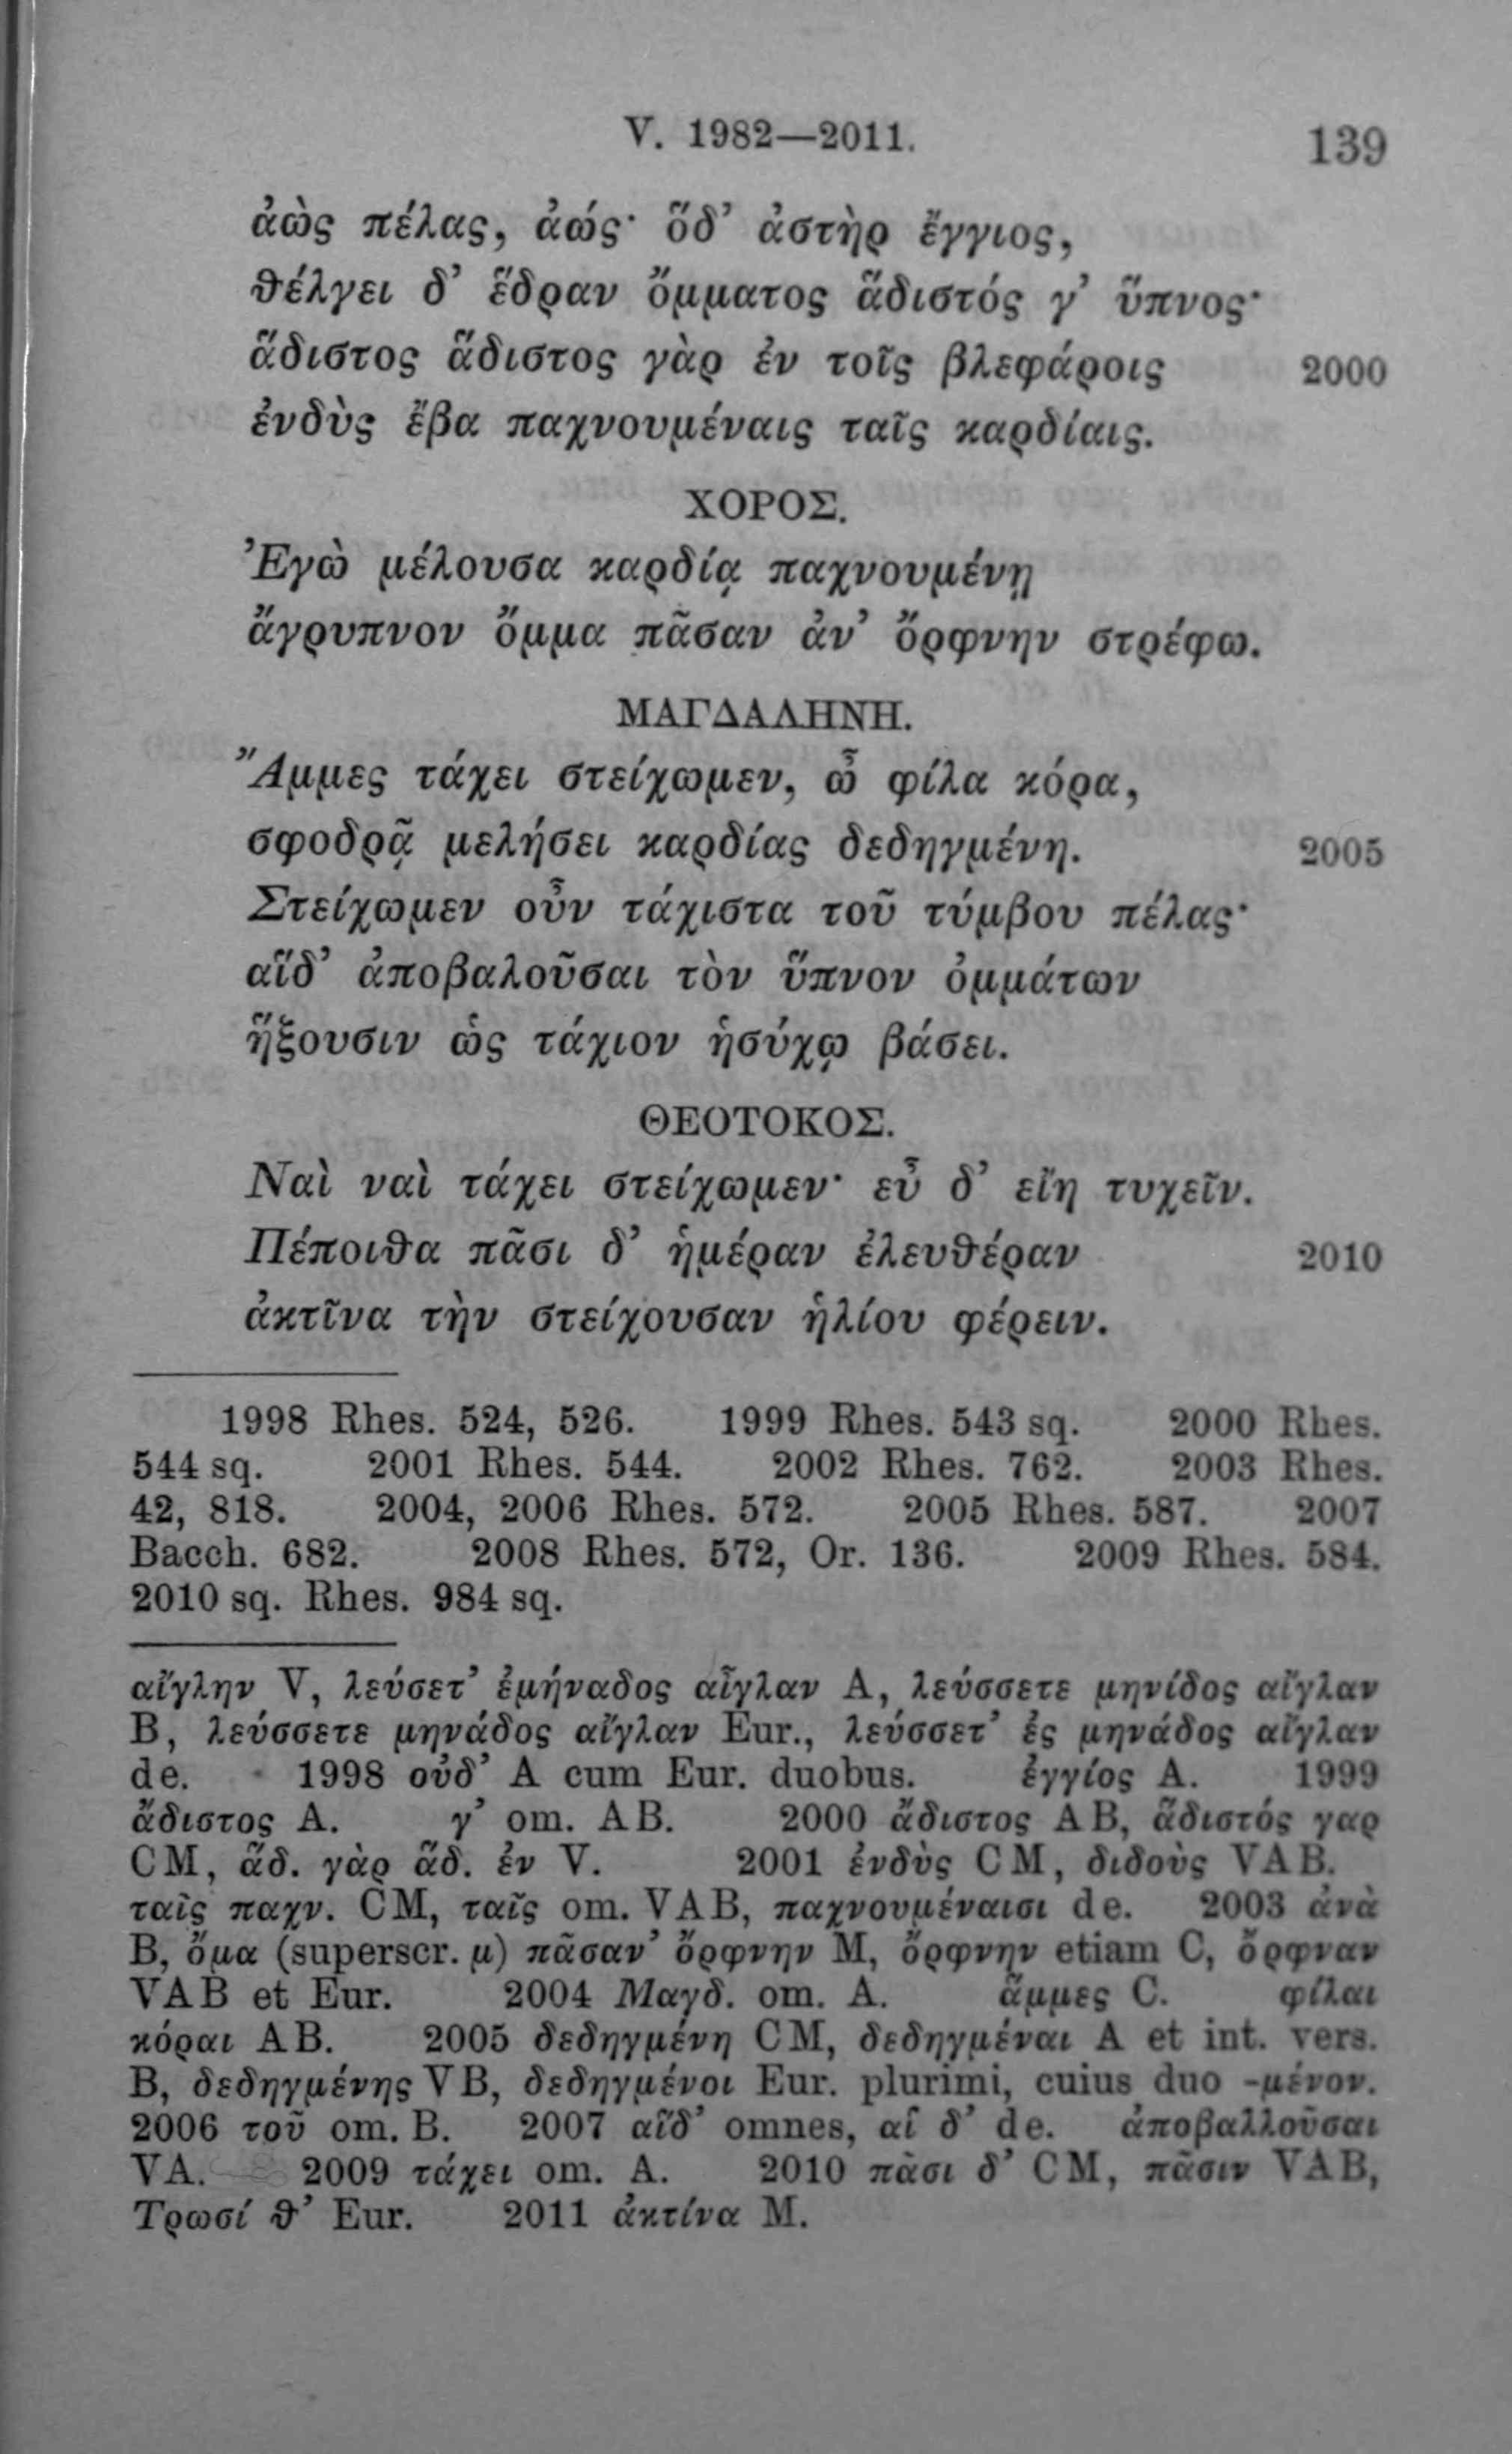 V. 1982—2011. 139
ἀὼς πέλας, ἀώς· ὅδ’ ἀστὴρ ἔγγιος,
θέλγει δ’ ἕδραν ὄμματος ἅδιστός γ’ ὕπνος·
ἅδιστος ἅδιστος γὰρ ἐν τοῖς βλεφάροις 2000
ἐνδὺς ἔβα παχνουμέναις ταῖς καρδίαις.
ΧΟΡΟΣ.
Ἐγὼ μέλουσα καρδίᾳ παχνουμένῃ
ἄγρυπνον ὄμμα πᾶσαν ἀν’ ὄρφνην στρέφω.
ΜΑΓΔΑΛΗΝΗ.
Ἄμμες τάχει στείχωμεν, ὦ φίλα κόρα,
σφοδρᾷ μελήσει καρδίας δεδηγμένη. 2005
Στείχωμεν οὖν τάχιστα τοῦ τύμβου πέλας·
αἵδ’ ἀποβαλοῦσαι τὸν ὕπνον ὀμμάτων
ἥξουσιν ὡς τάχιον ἡσύχῳ βάσει.
ΘΕΟΤΟΚΟΣ.
Ναὶ ναὶ τάχει στείχωμεν· εὖ δ’ εἴη τυχεῖν.
Πέποιθα πᾶσι δ’ ἡμέραν ἐλευθέραν 2010
ἀκτῖνα τὴν στείχουσαν ἡλίου φέρειν.
1998 Rhes. 524, 526. 1999 Rhes. 543 sq. 2000 Rhes.
544 sq. 2001 Rhes. 544. 2002 Rhes. 762. 2003 Rhes.
42, 818. 2004, 2006 Rhes. 572. 2005 Rhes. 587. 2007
Bacch. 682. 2008 Rhes. 572, Or. 136. 2009 Rhes. 584.
2010 sq. Rhes. 984 sq.
αἴγλην V, λεύσετ’ ἐμήναδος αἶγλαν A, λεύσσετε μηνίδος αἴγλαν
B, λεύσσετε μηνάδος αἴγλαν Eur., λεύσσετ’ ἐς μηνάδος αἴγλαν
de. 1998 οὐδ’ A cum Eur. duobus. ἐγγίος A. 1999
ἄδιστος A. γ’ om. AB. 2000 ἄδιστος AB, ἅδιστός γαρ
CM, ἅδ. γὰρ ἅδ. ἐν V. 2001 ἐνδὺς CM, διδοὺς VAB.
ταῖς παχν. CM, ταῖς om. VAB, παχνουμέναισι de. 2003 ἀνὰ
B, ὄμα (superscr. μ) πᾶσαν’ ὄρφνην M, ὄρφνην etiam C, ὄρφναν
VAB et Eur. 2004 Μαγδ. om. A. ἅμμες C. φίλαι
κόραι AB. 2005 δεδηγμένη CM, δεδηγμέναι A et int. vers.
B, δεδηγμένης VB, δεδηγμένοι Eur. plurimi, cuius duo -μένον.
2006 τοῦ om. B. 2007 αἵδ’ omnes, αἱ δ’ de. ἀποβαλλοῦσαι
VA. 2009 τάχει om. A. 2010 πᾶσι δ’ CM, πᾶσιν VAB,
Τρωσί θ’ Eur. 2011 ἀκτίνα M.